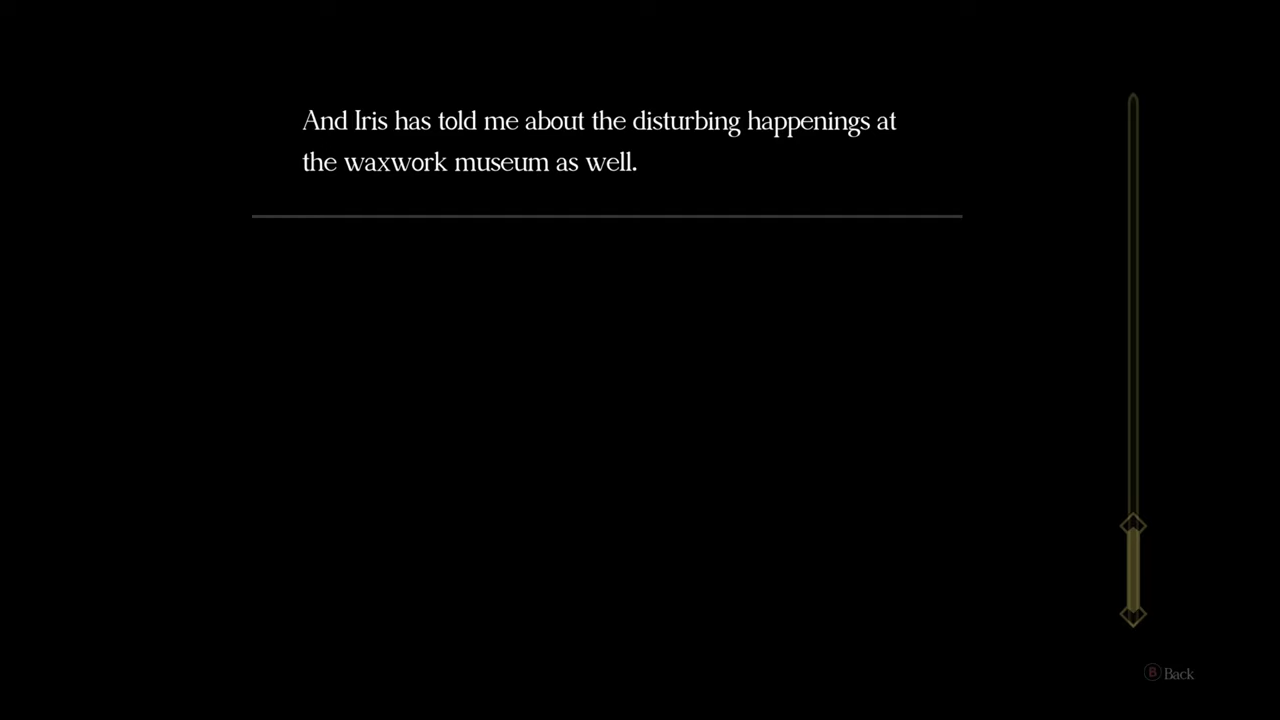 And Iris has told me about the disturbing happenings at
the waxwork museum as well.
B Back